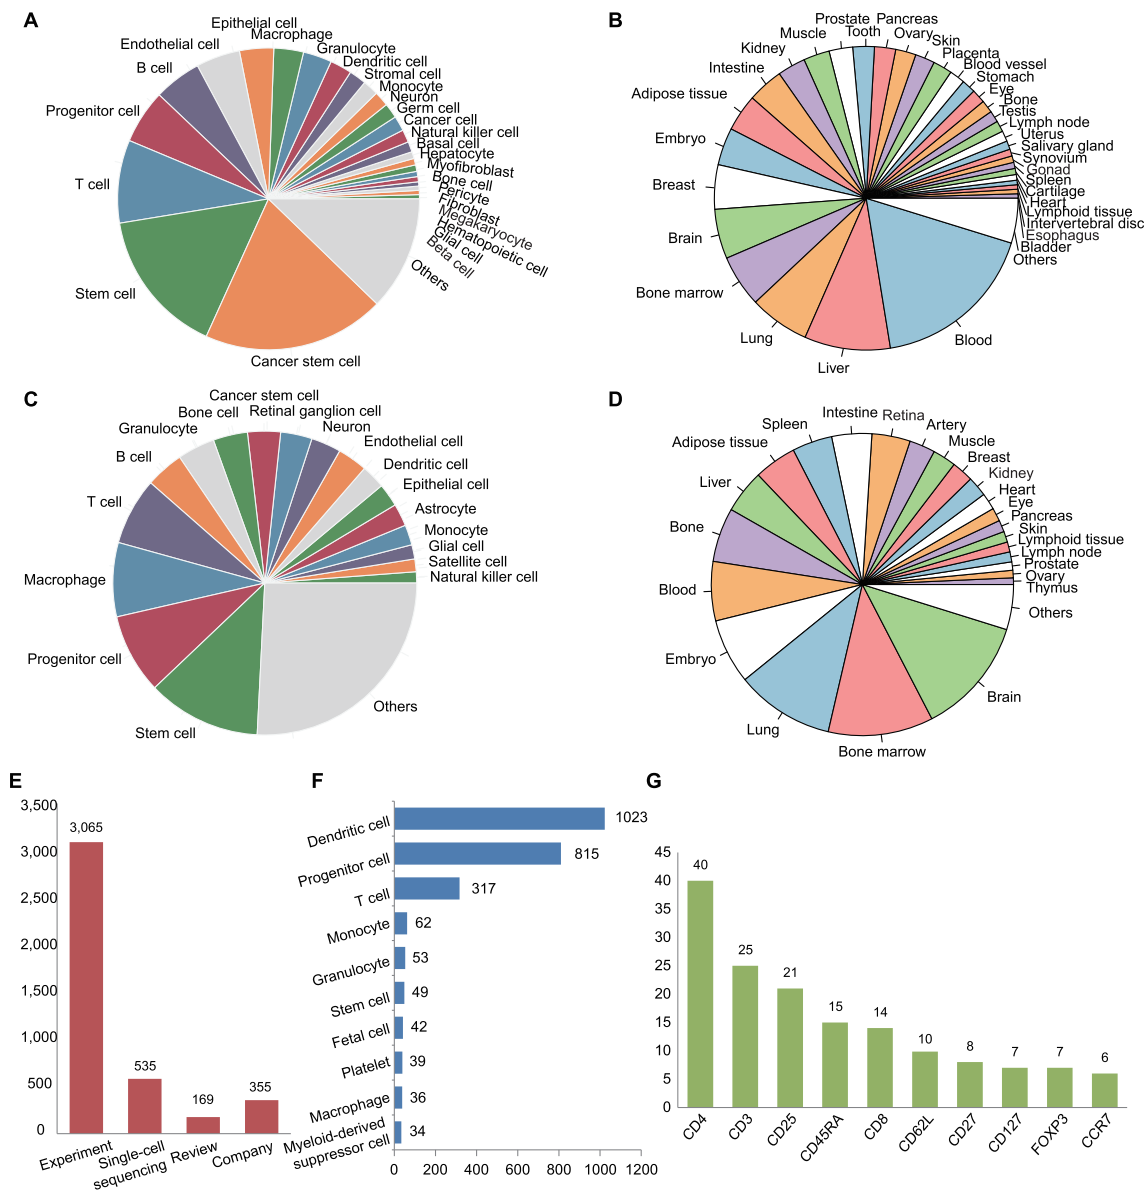 A
Epithelial cell
Macrophage
Endothelial cell
Granulocyte
Dendritic cell
B cell
Stromal cell
Monocyte
Neuron
Progenitor cell
Germ cell
Cancer cell
Natural killer cell
Basal cell
Hepatocyte
Myofibroblast
T cell
Bone cell
Pericyte
Fibroblast
Megakaryocyte
Hematopoietic cell
Glial cell
Beta cell
Others
Stem cell
Cancer stem cell
B
Prostate
Pancreas
Muscle
Tooth
Ovary
Skin
Kidney
Placenta
Intestine
Blood vessel
Stomach
Adipose tissue
Eye
Bone
Testis
Embryo
Lymph node
Uterus
Salivary gland
Synovium
Gonad
Breast
Spleen
Cartilage
Heart
Lymphoid tissue
Intervertebral disc
Brain
Esophagus
Bladder
Others
Bone marrow
Lung
Blood
Liver
C
Cancer stem cell
Bone cell
Retinal ganglion cell
Granulocyte
Neuron
B cell
Endothelial cell
Dendritic cell
T cell
Epithelial cell
Astrocyte
Monocyte
Glial cell
Macrophage
Satellite cell
Natural killer cell
Progenitor cell
Others
Stem cell
D
Intestine
Retina
Spleen
Artery
Adipose tissue
Muscle
Breast
Liver
Kidney
Heart
Eye
Bone
Pancreas
Skin
Lymphoid tissue
Lymph node
Prostate
Blood
Ovary
Thymus
Others
Embryo
Brain
Lung
Bone marrow
E
3,500
3,000
2,500
2,000
1,500
1,000
500
0
3,065
535
169
355
Experiment
Single-cell
sequencing
Review
Company
F
Dendritic cell
1023
Progenitor cell
815
T cell
317
Monocyte
62
Granulocyte
53
Stem cell
49
Fetal cell
42
Platelet
39
Macrophage
36
Myeloid-derived
suppressor cell
34
0 200 400 600 800 1000 1200
G
45
40
35
30
25
20
15
10
5
0
40
25
21
15
14
10
8
7
7
6
CD4
CD3
CD25
CD45RA
CD8
CD62L
CD27
CD127
FOXP3
CCR7